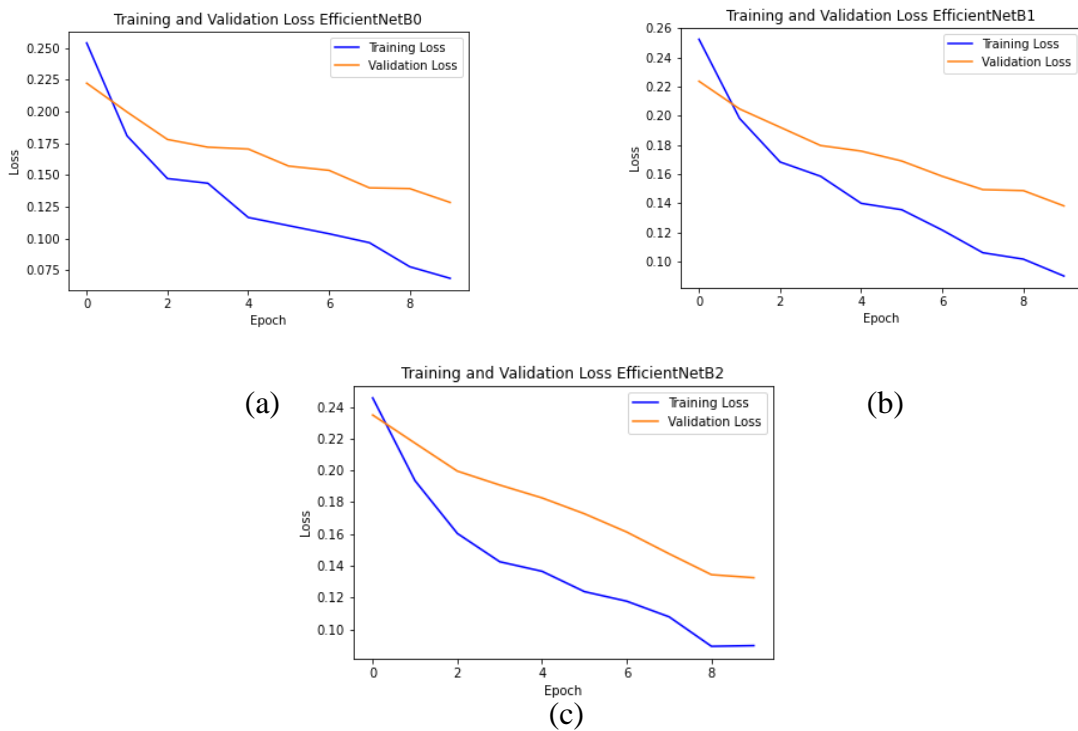 Training and Validation Loss EfficientNetB0
Training Loss
Validation Loss
0.250
0.225
0.200
0.175
0.150
0.125
0.100
0.075
Loss
0 2 4 6 8
Epoch
(a)
Training and Validation Loss EfficientNetB1
Training Loss
Validation Loss
0.26
0.24
0.22
0.20
0.18
0.16
0.14
0.12
0.10
Loss
0 2 4 6 8
Epoch
(b)
Training and Validation Loss EfficientNetB2
Training Loss
Validation Loss
0.24
0.22
0.20
0.18
0.16
0.14
0.12
0.10
Loss
0 2 4 6 8
Epoch
(c)